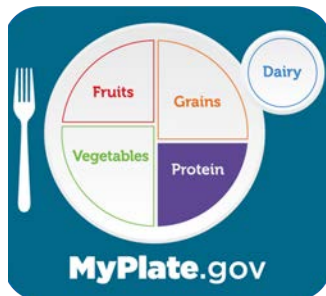 Fruits
Grains
Dairy
Vegetables
Protein
MyPlate.gov